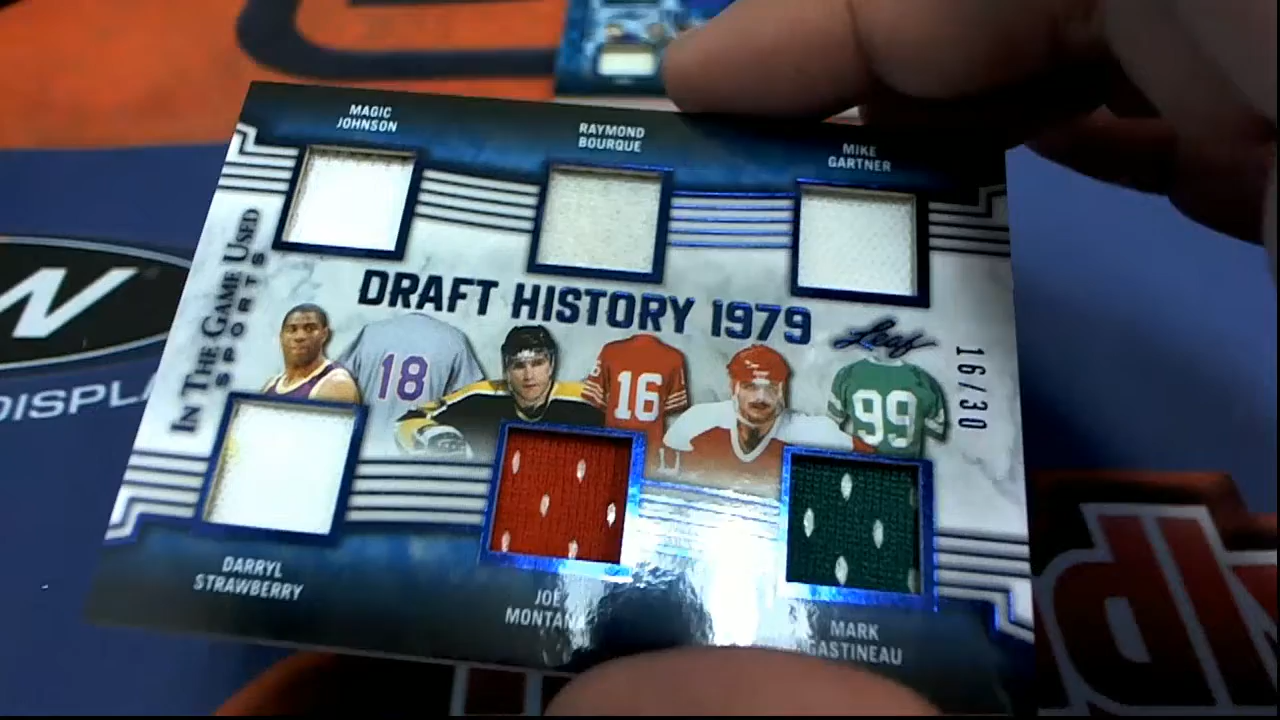 MAGIC
JOHNSON
RAYMOND
BOURQUE
MIKE
GARTNER
IN THE GAME USED
SPORTS
DRAFT HISTORY 1979
Leaf
16/30
18
16
99
DARRYL
STRAWBERRY
JOE
MONTANA
MARK
GASTINEAU
N
DISPL